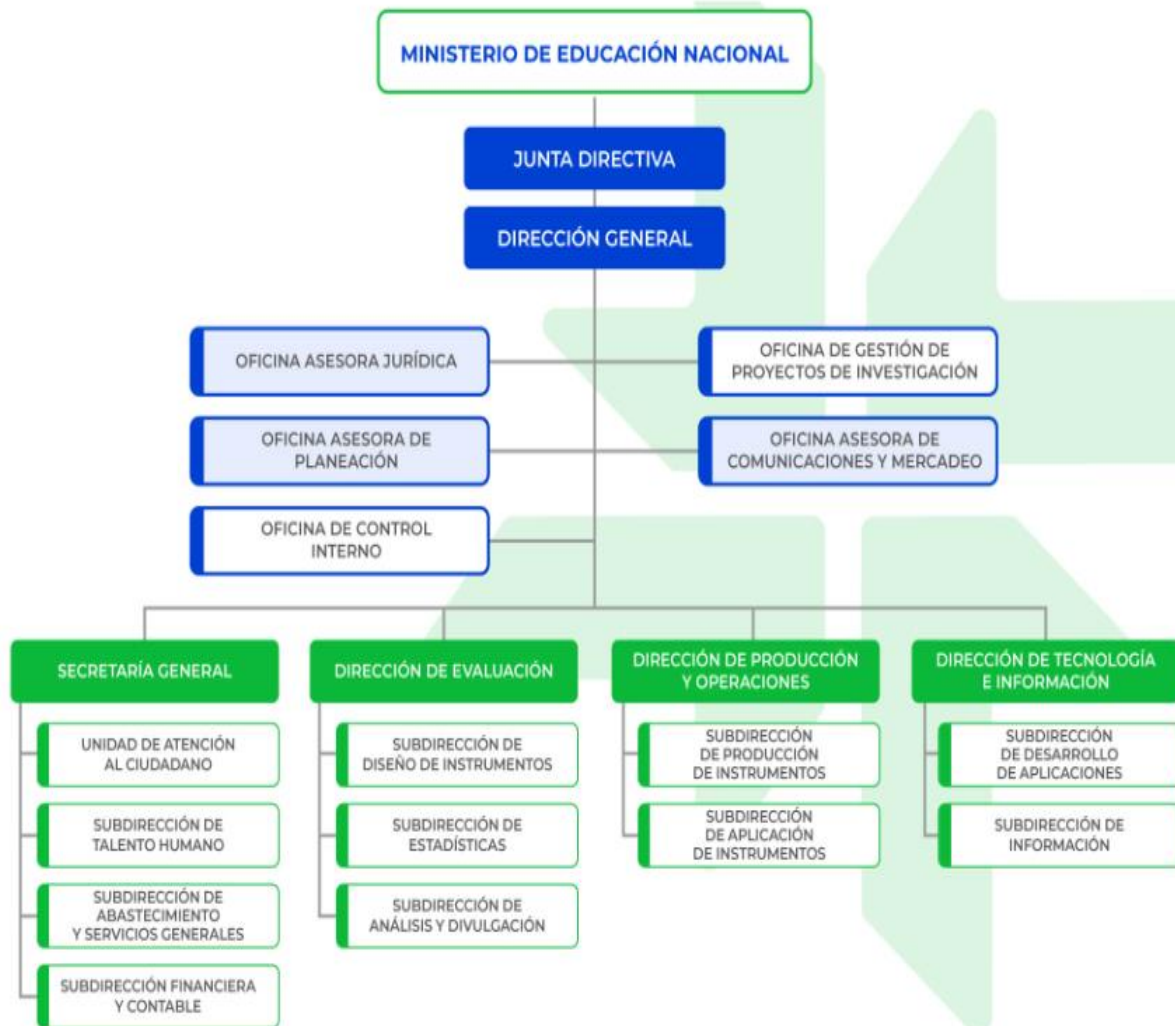 MINISTERIO DE EDUCACIÓN NACIONAL
JUNTA DIRECTIVA
DIRECCIÓN GENERAL
OFICINA ASESORA JURÍDICA
OFICINA DE GESTIÓN DE
PROYECTOS DE INVESTIGACIÓN
OFICINA ASESORA DE
PLANEACIÓN
OFICINA ASESORA DE
COMUNICACIONES Y MERCADEO
OFICINA DE CONTROL
INTERNO
SECRETARÍA GENERAL
UNIDAD DE ATENCIÓN
AL CIUDADANO
SUBDIRECCIÓN DE
TALENTO HUMANO
SUBDIRECCIÓN DE
ABASTECIMIENTO
Y SERVICIOS GENERALES
SUBDIRECCIÓN FINANCIERA
Y CONTABLE
DIRECCIÓN DE EVALUACIÓN
SUBDIRECCIÓN DE
DISEÑO DE INSTRUMENTOS
SUBDIRECCIÓN DE
ESTADÍSTICAS
SUBDIRECCIÓN DE
ANÁLISIS Y DIVULGACIÓN
DIRECCIÓN DE PRODUCCIÓN
Y OPERACIONES
SUBDIRECCIÓN
DE PRODUCCIÓN
DE INSTRUMENTOS
SUBDIRECCIÓN
DE APLICACIÓN
DE INSTRUMENTOS
DIRECCIÓN DE TECNOLOGÍA
E INFORMACIÓN
SUBDIRECCIÓN
DE DESARROLLO
DE APLICACIONES
SUBDIRECCIÓN DE
INFORMACIÓN